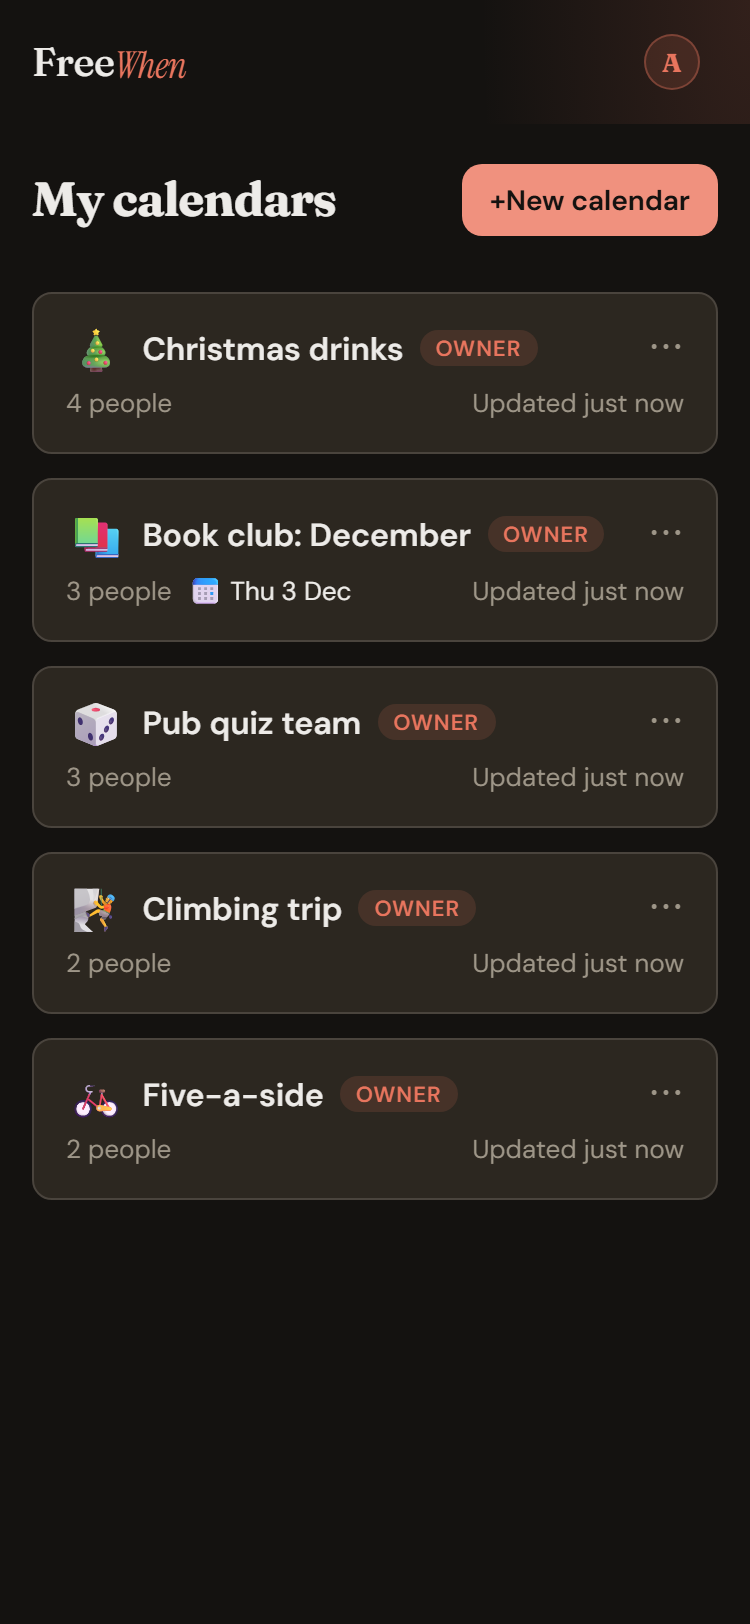 FreeWhen
A
My calendars
+New calendar
Christmas drinks OWNER ...
4 people Updated just now
Book club: December OWNER ...
3 people Thu 3 Dec Updated just now
Pub quiz team OWNER ...
3 people Updated just now
Climbing trip OWNER ...
2 people Updated just now
Five-a-side OWNER ...
2 people Updated just now